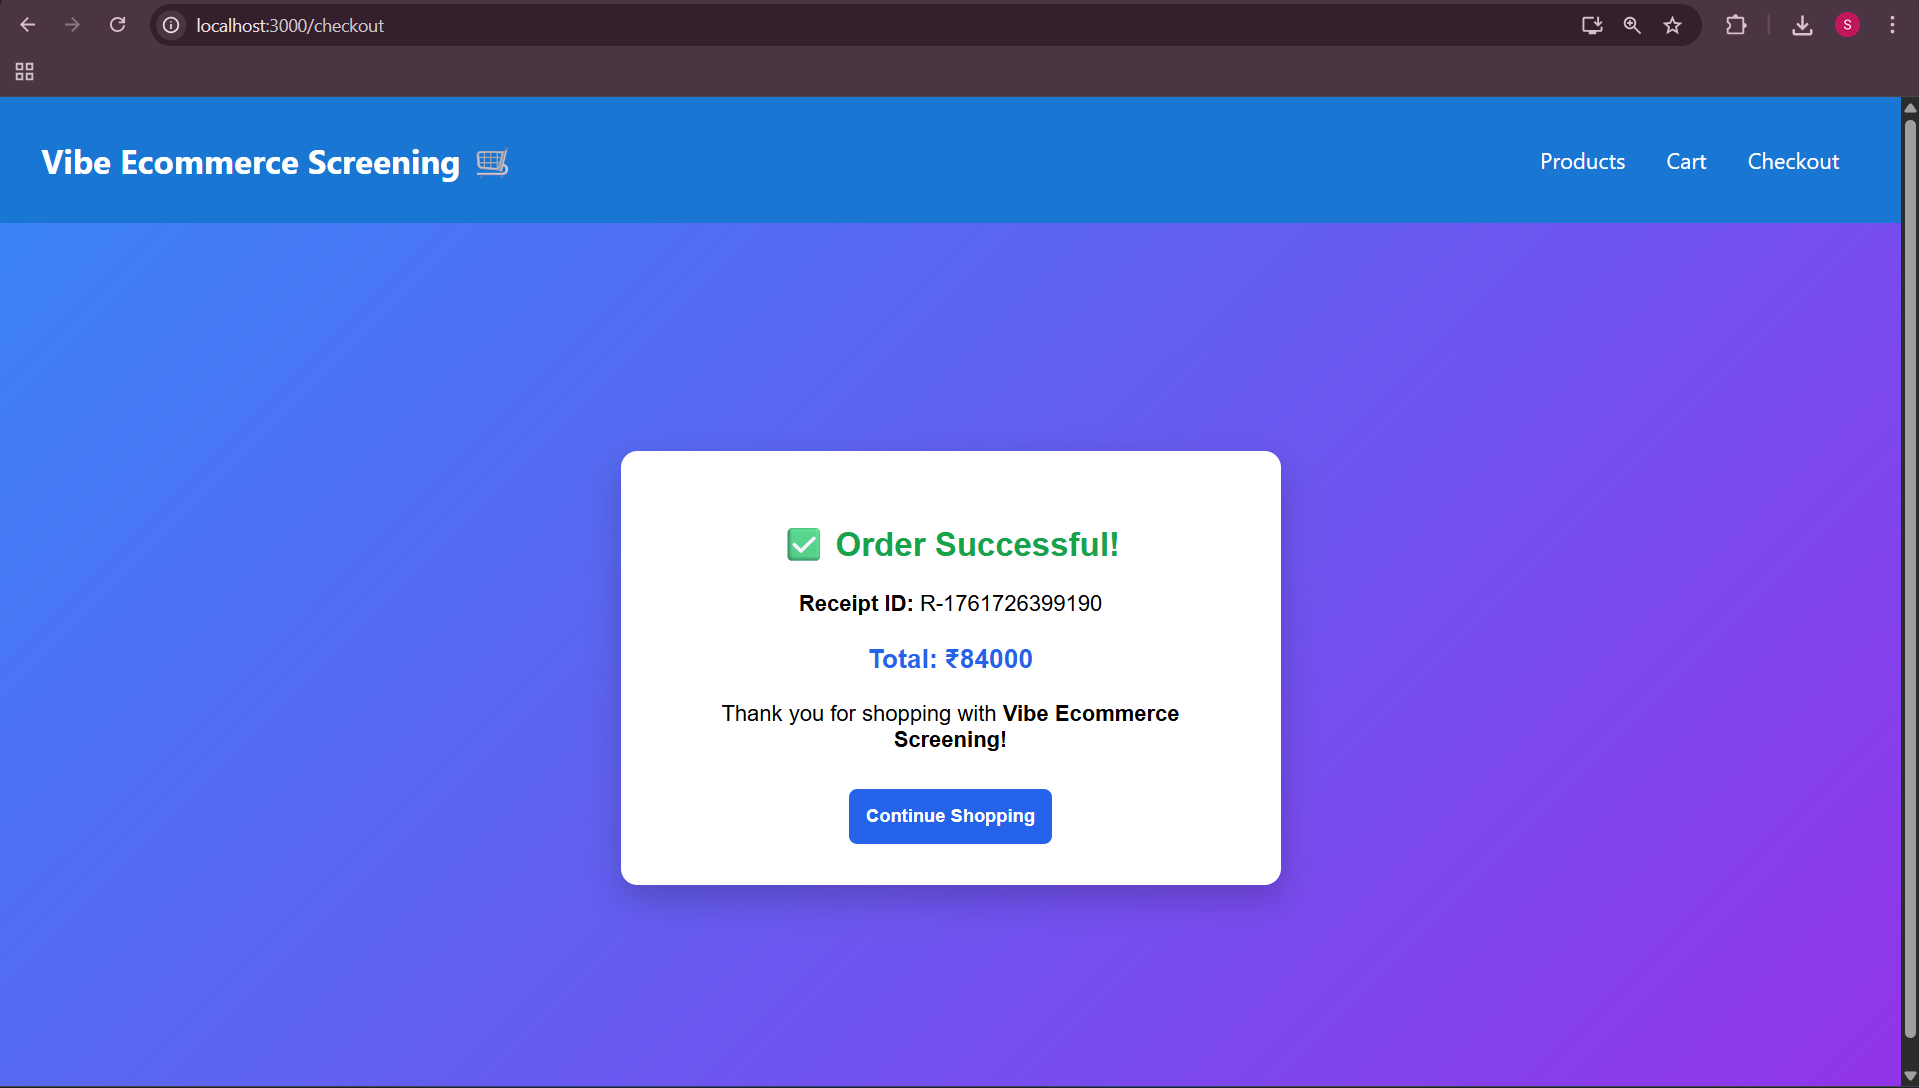 localhost:3000/checkout
S
Vibe Ecommerce Screening
Products Cart Checkout
Order Successful!
Receipt ID: R-1761726399190
Total: ₹84000
Thank you for shopping with Vibe Ecommerce
Screening!
Continue Shopping